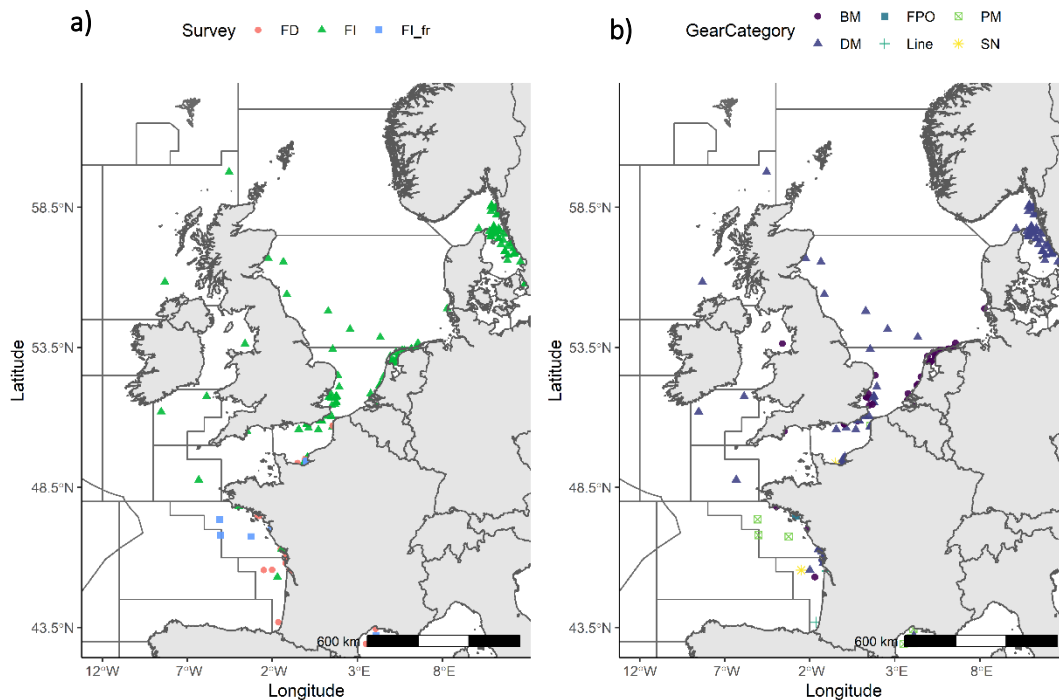 a) Survey FD FI FI_fr
58.5°N
53.5°N
48.5°N
43.5°N
Latitude
600 km
12°W 7°W 2°W 3°E 8°E
Longitude
b) GearCategory BM FPO PM
DM Line SN
58.5°N
53.5°N
48.5°N
43.5°N
Latitude
600 km
12°W 7°W 2°W 3°E 8°E
Longitude